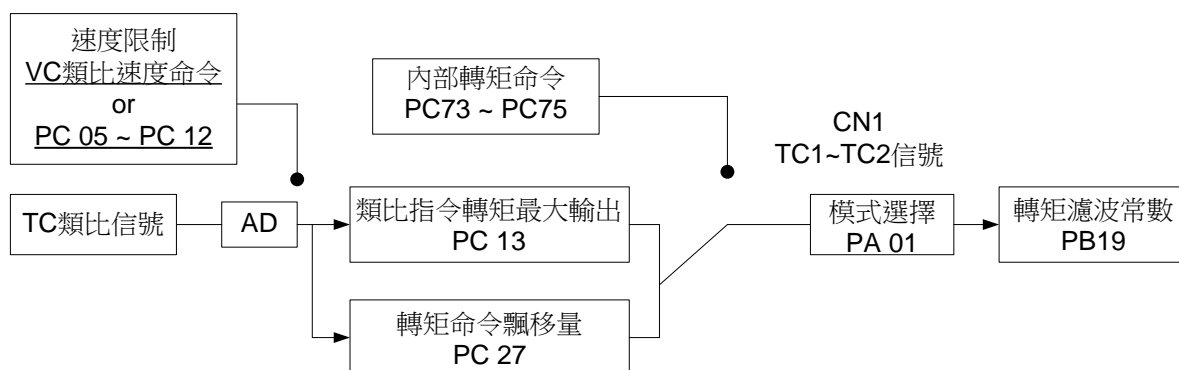 速度限制
VC類比速度命令
or
PC 05 ~ PC 12
內部轉矩命令
PC73 ~ PC75
CN1
TC1~TC2信號
TC類比信號
AD
類比指令轉矩最大輸出
PC 13
模式選擇
PA 01
轉矩濾波常數
PB19
轉矩命令飄移量
PC 27